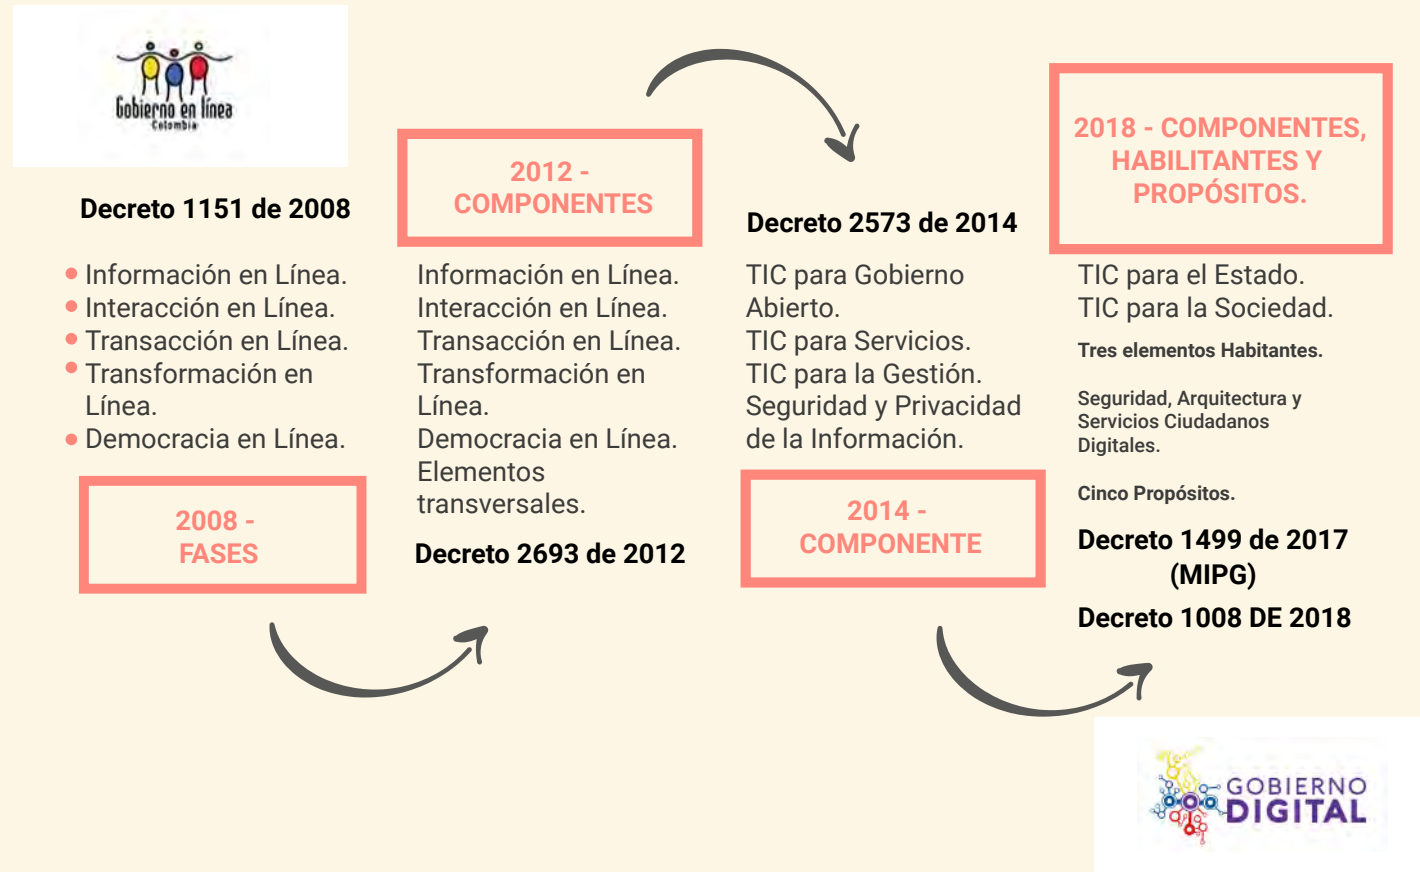 Gobierno en línea
Colombia
Decreto 1151 de 2008
Información en Línea.
Interacción en Línea.
Transacción en Línea.
Transformación en
Línea.
Democracia en Línea.
2008 -
FASES
2012 -
COMPONENTES
Información en Línea.
Interacción en Línea.
Transacción en Línea.
Transformación en
Línea.
Democracia en Línea.
Elementos
transversales.
Decreto 2693 de 2012
Decreto 2573 de 2014
TIC para Gobierno
Abierto.
TIC para Servicios.
TIC para la Gestión.
Seguridad y Privacidad
de la Información.
2014 -
COMPONENTE
2018 - COMPONENTES,
HABILITANTES Y
PROPÓSITOS.
TIC para el Estado.
TIC para la Sociedad.
Tres elementos Habitantes.
Seguridad, Arquitectura y
Servicios Ciudadanos
Digitales.
Cinco Propósitos.
Decreto 1499 de 2017
(MIPG)
Decreto 1008 DE 2018
GOBIERNO
DIGITAL